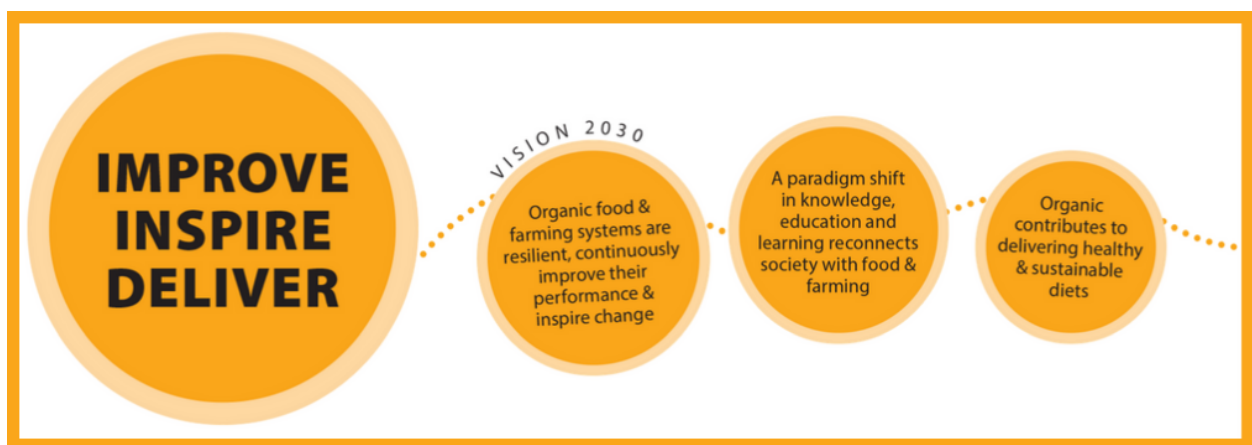 IMPROVE
INSPIRE
DELIVER
VISION 2030
Organic food &
farming systems are
resilient, continuously
improve their
performance &
inspire change
A paradigm shift
in knowledge,
education and
learning reconnects
society with food &
farming
Organic
contributes to
delivering healthy
& sustainable
diets